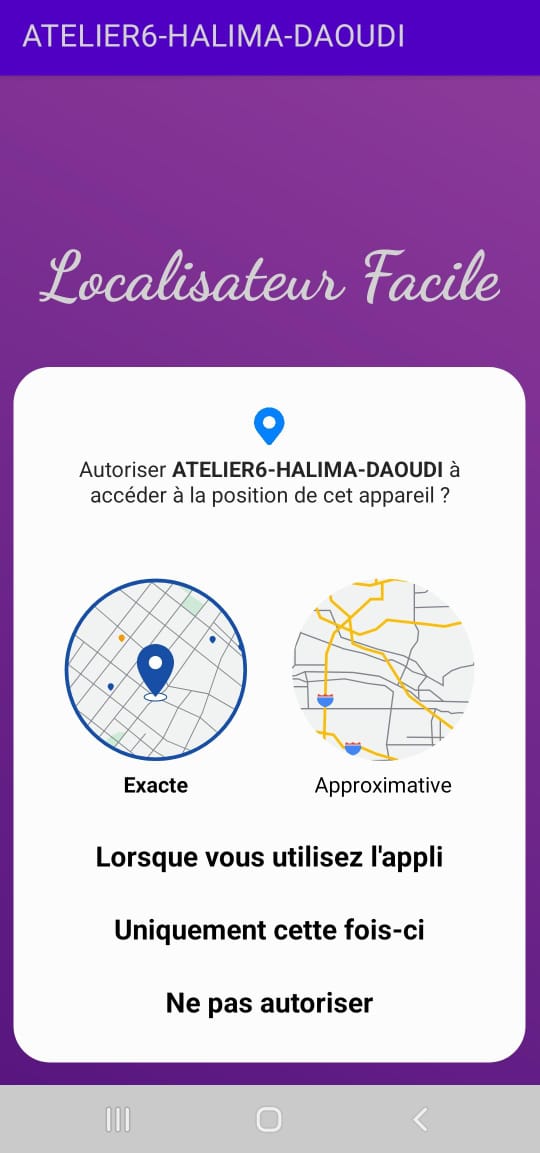 ATELIER6-HALIMA-DAOUDI
Localisateur Facile
Autoriser ATELIER6-HALIMA-DAOUDI à
accéder à la position de cet appareil ?
Exacte
Approximative
Lorsque vous utilisez l'appli
Uniquement cette fois-ci
Ne pas autoriser